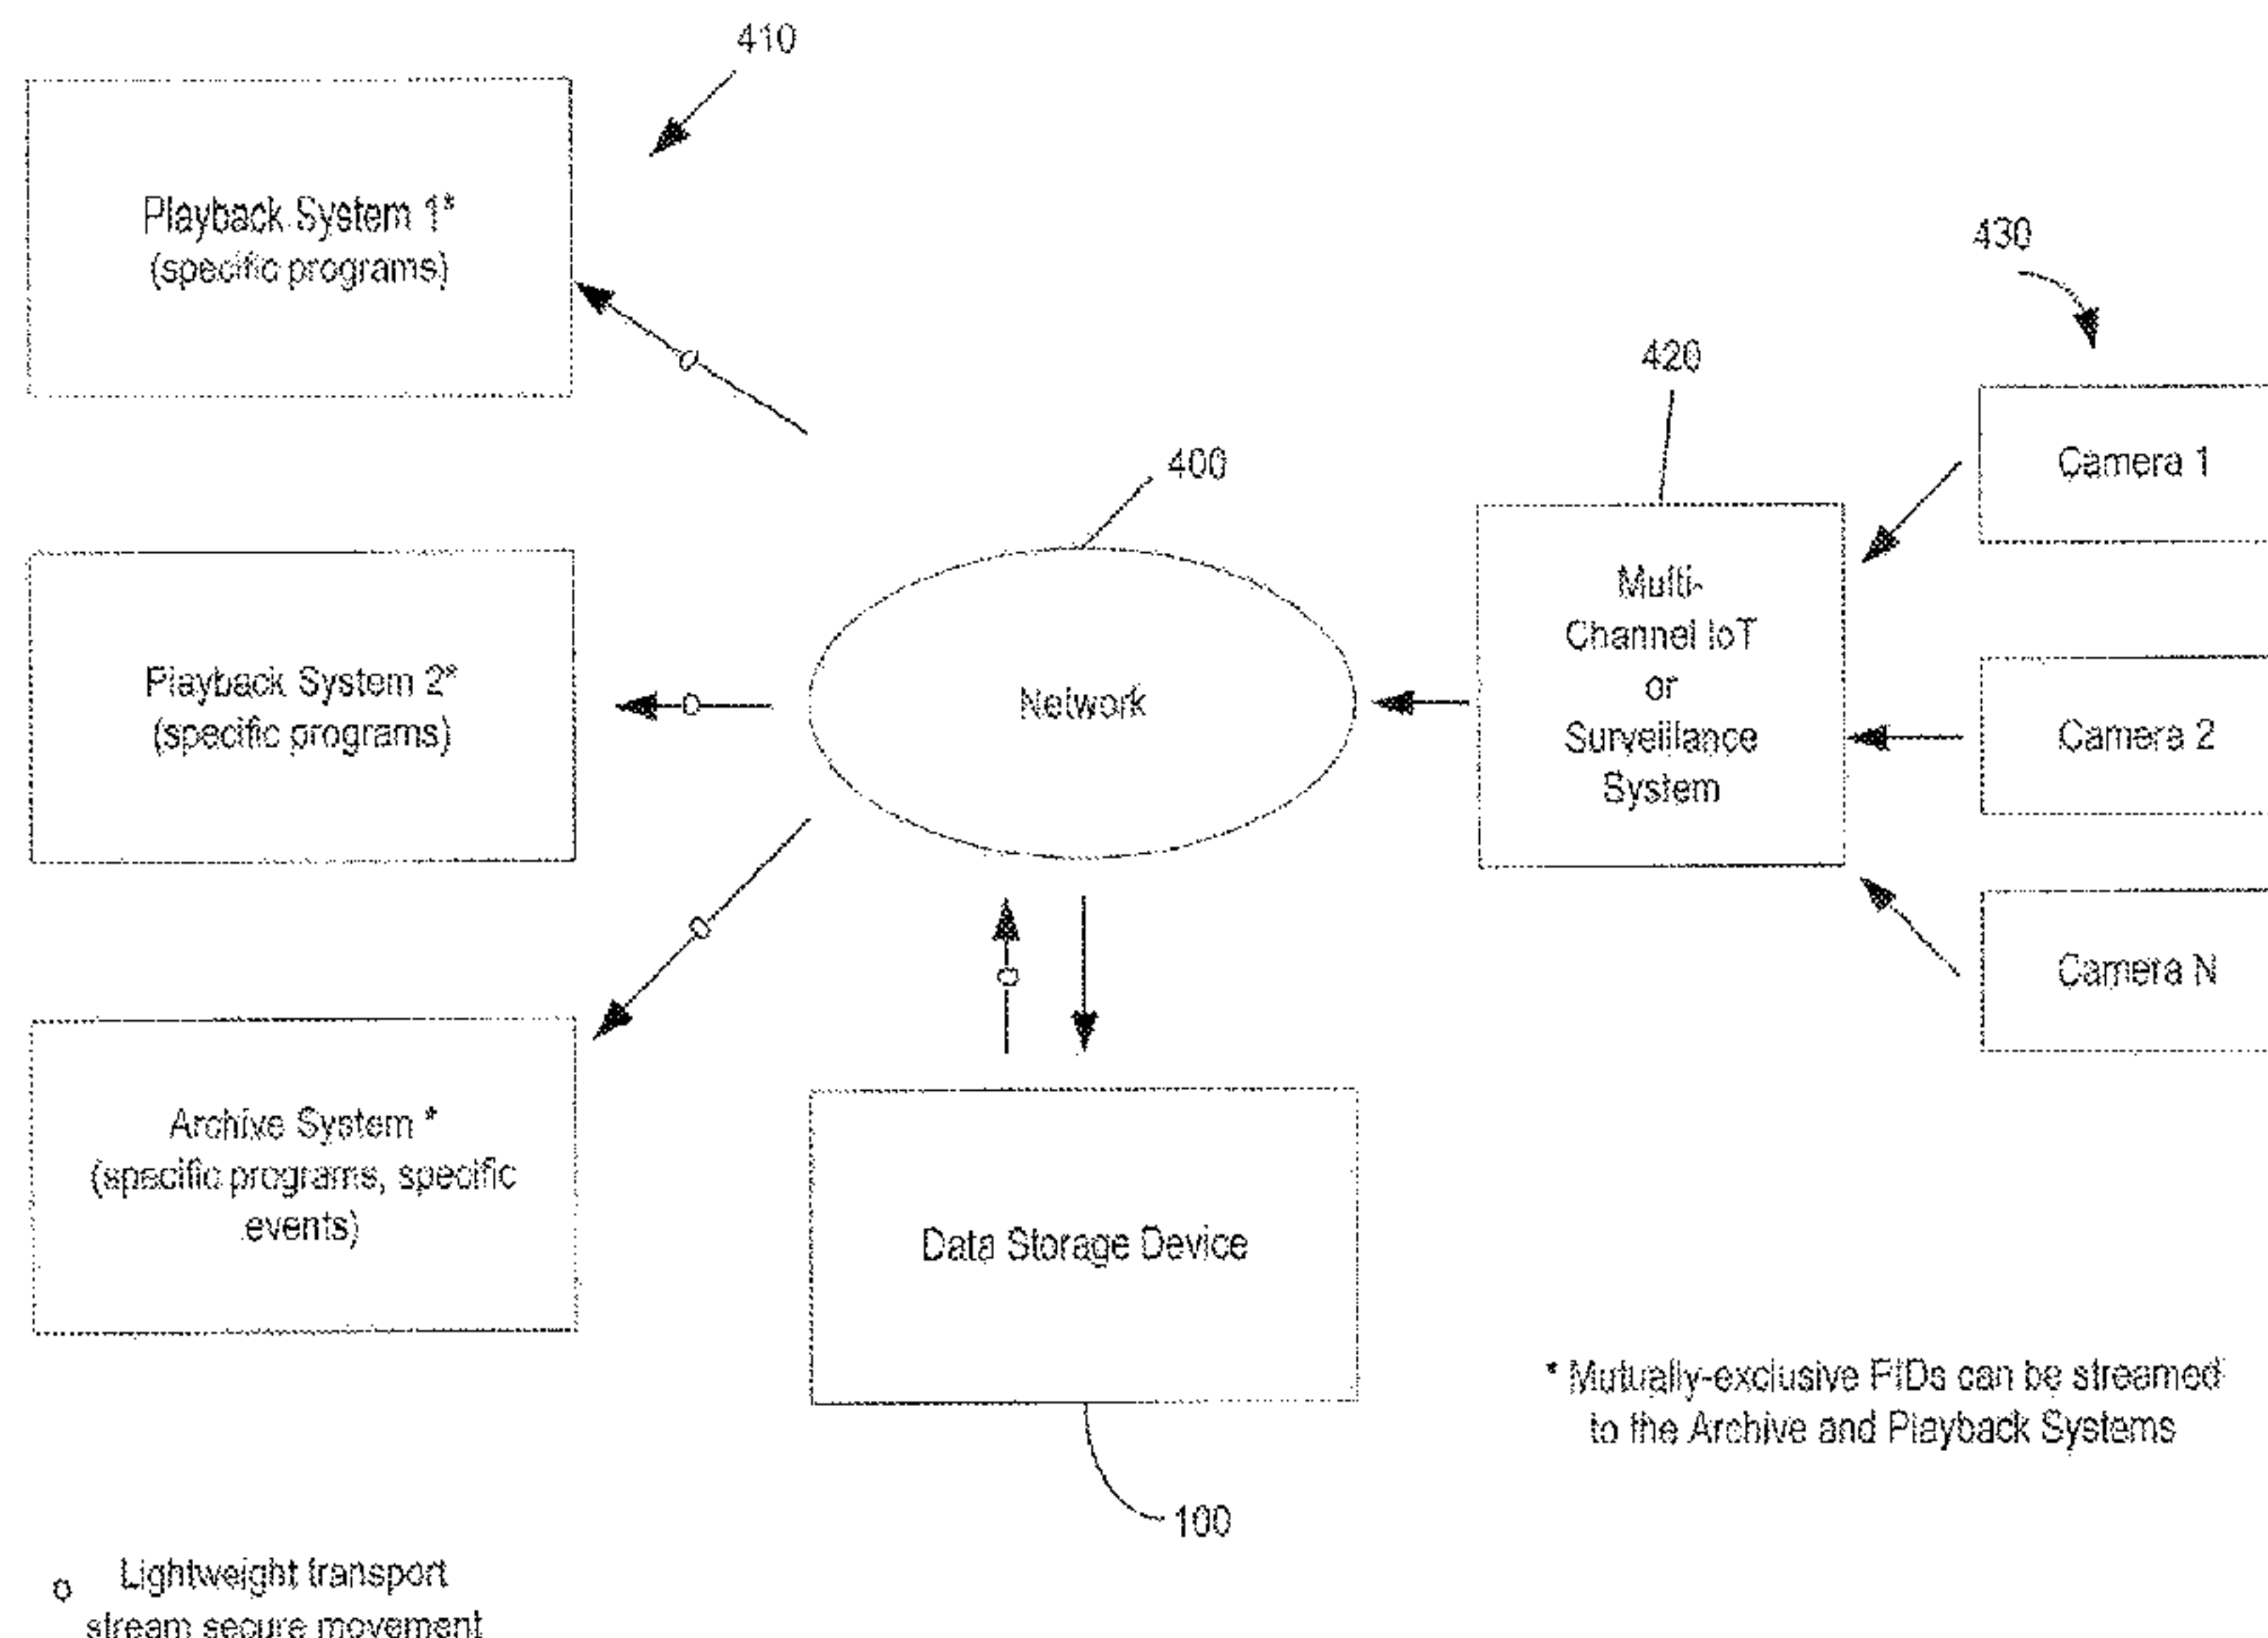 410
Playback System 1*
(specific programs)
430
420
Camera 1
400
Multi-
Channel IoT
or
Surveillance
System
Network
Playback System 2*
(specific programs)
Camera 2
Camera N
Archive System *
(specific programs, specific
events)
Data Storage Device
* Mutually-exclusive PIDs can be streamed
to the Archive and Playback Systems
100
o Lightweight transport
stream secure movement